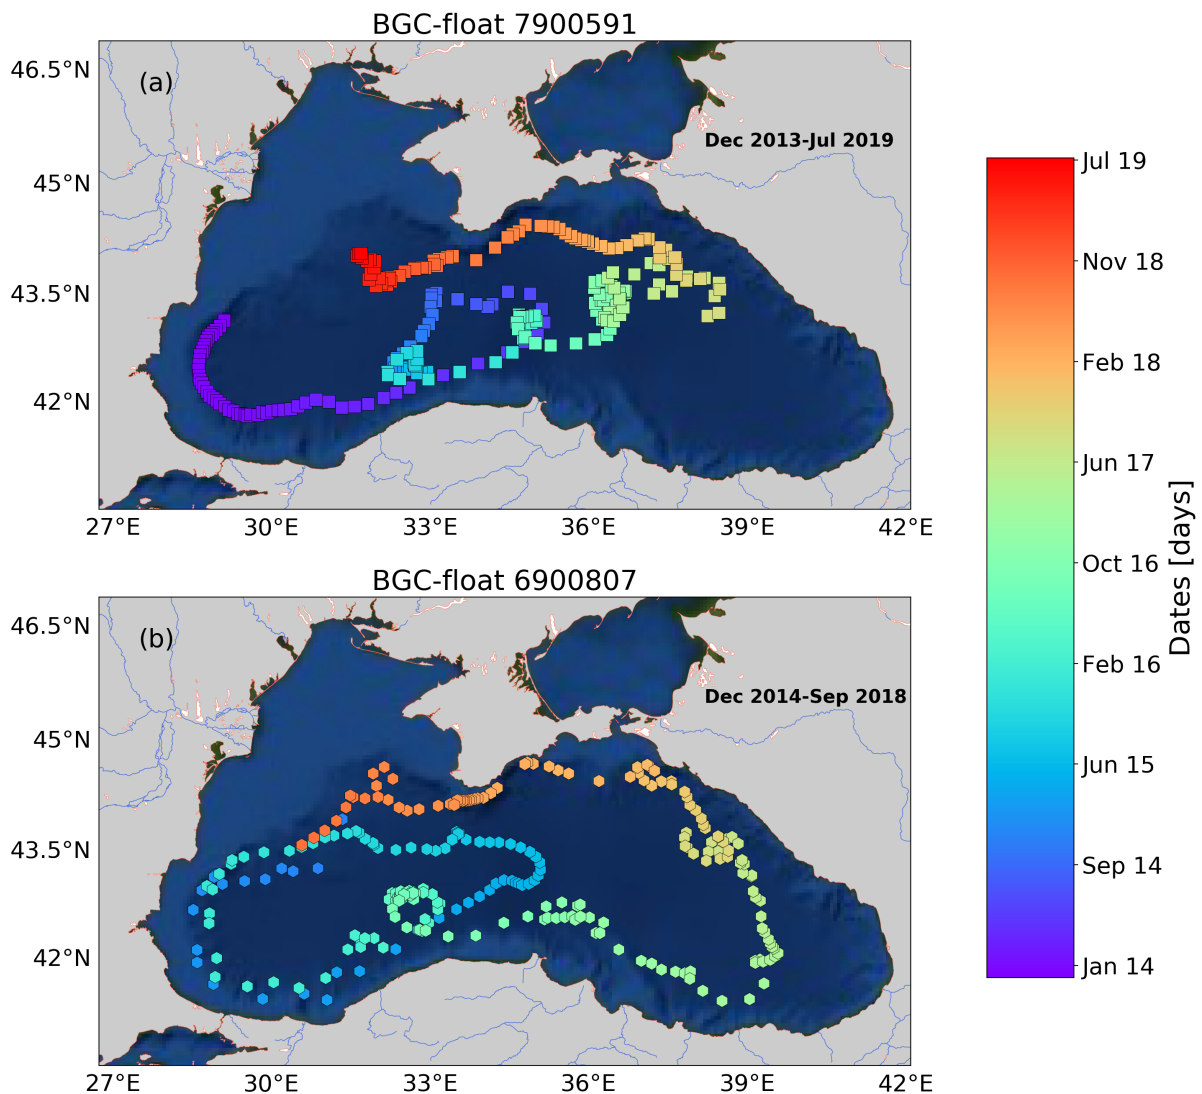 BGC-float 7900591
46.5°N
45°N
43.5°N
42°N
(a)
Dec 2013-Jul 2019
27°E 30°E 33°E 36°E 39°E 42°E
BGC-float 6900807
46.5°N
45°N
43.5°N
42°N
(b)
Dec 2014-Sep 2018
27°E 30°E 33°E 36°E 39°E 42°E
Jul 19
Nov 18
Feb 18
Jun 17
Oct 16
Feb 16
Jun 15
Sep 14
Jan 14
Dates [days]